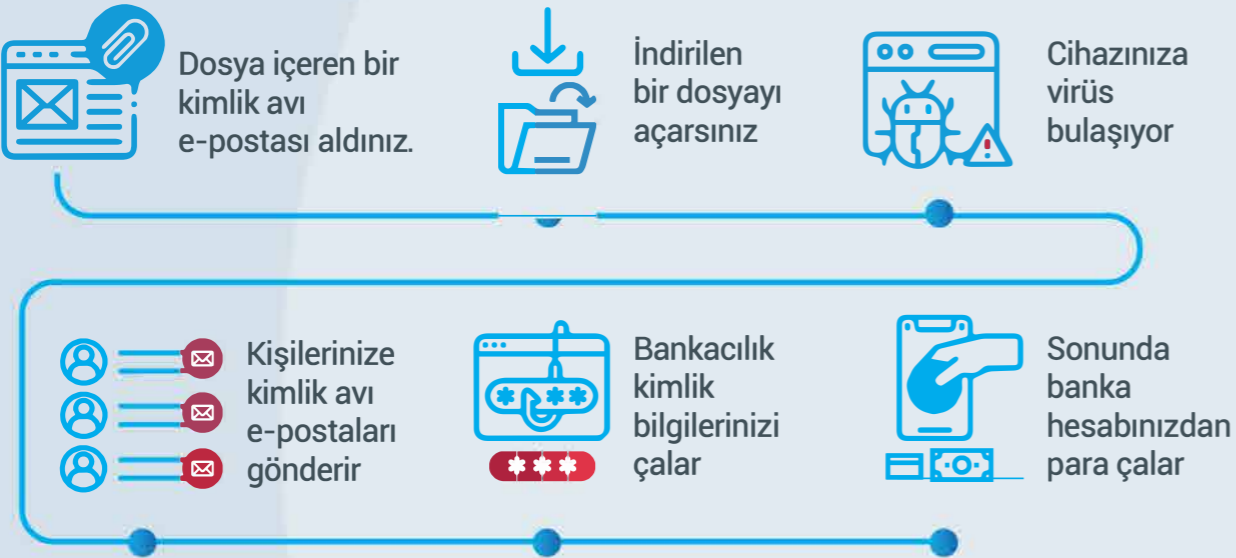 Dosya içeren bir
kimlik avı
e-postası aldınız.
İndirilen
bir dosyayı
açarsınız
Cihazınıza
virüs
bulaşıyor
Kişilerinize
kimlik avı
e-postaları
gönderir
Bankacılık
kimlik
bilgilerinizi
çalar
Sonunda
banka
hesabınızdan
para çalar